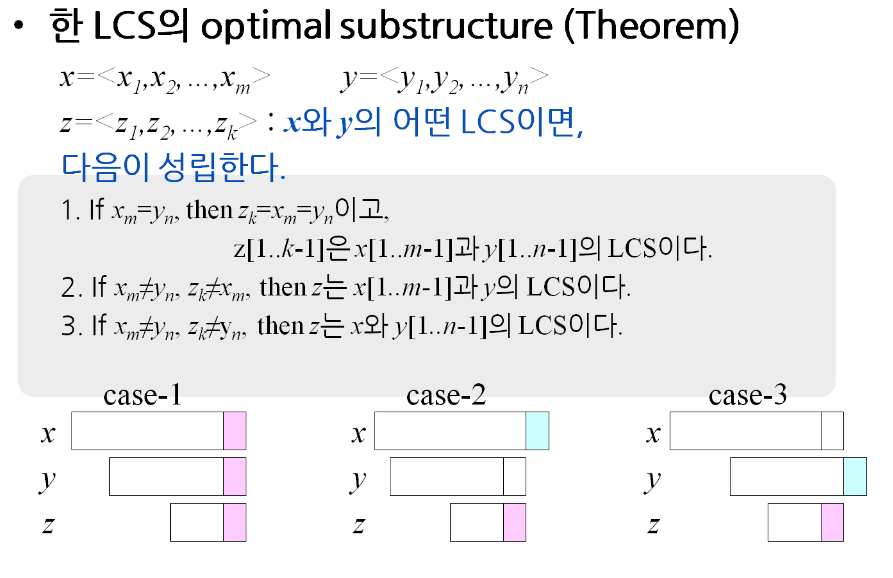 • 한 LCS의 optimal substructure (Theorem)
x=<x1,x2, ...,xm> y=<y1,y2, ...,yn>
z=<z1,z2, ...,zk> : x와 y의 어떤 LCS이면,
다음이 성립한다.
1. If xm=yn, then zk=xm=yn이고,
z[1..k-1]은 x[1..m-1]과 y[1..n-1]의 LCS이다.
2. If xm≠yn, zk≠xm, then z는 x[1..m-1]과 y의 LCS이다.
3. If xm≠yn, zk≠yn, then z는 x와 y[1..n-1]의 LCS이다.
case-1 case-2 case-3
x x x
y y y
z z z